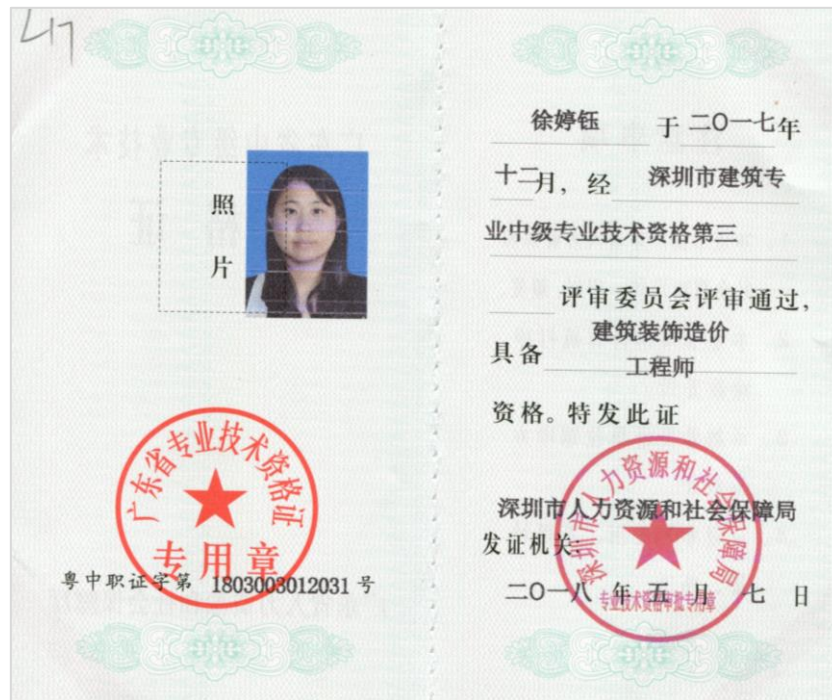 47
照
片
广东省专业技术资格证
专用章
粤中职证字第 1803003012031 号
徐婷钰 于 二〇一七年
十二月，经 深圳市建筑专
业中级专业技术资格第三
评审委员会评审通过，
建筑装饰造价
具备
工程师
资格。特发此证
深圳市人力资源和社会保障局
深圳市人力资源和社会保障局
发证机关：
二〇一八 年 五 月 七 日
专业技术资格审批专用章